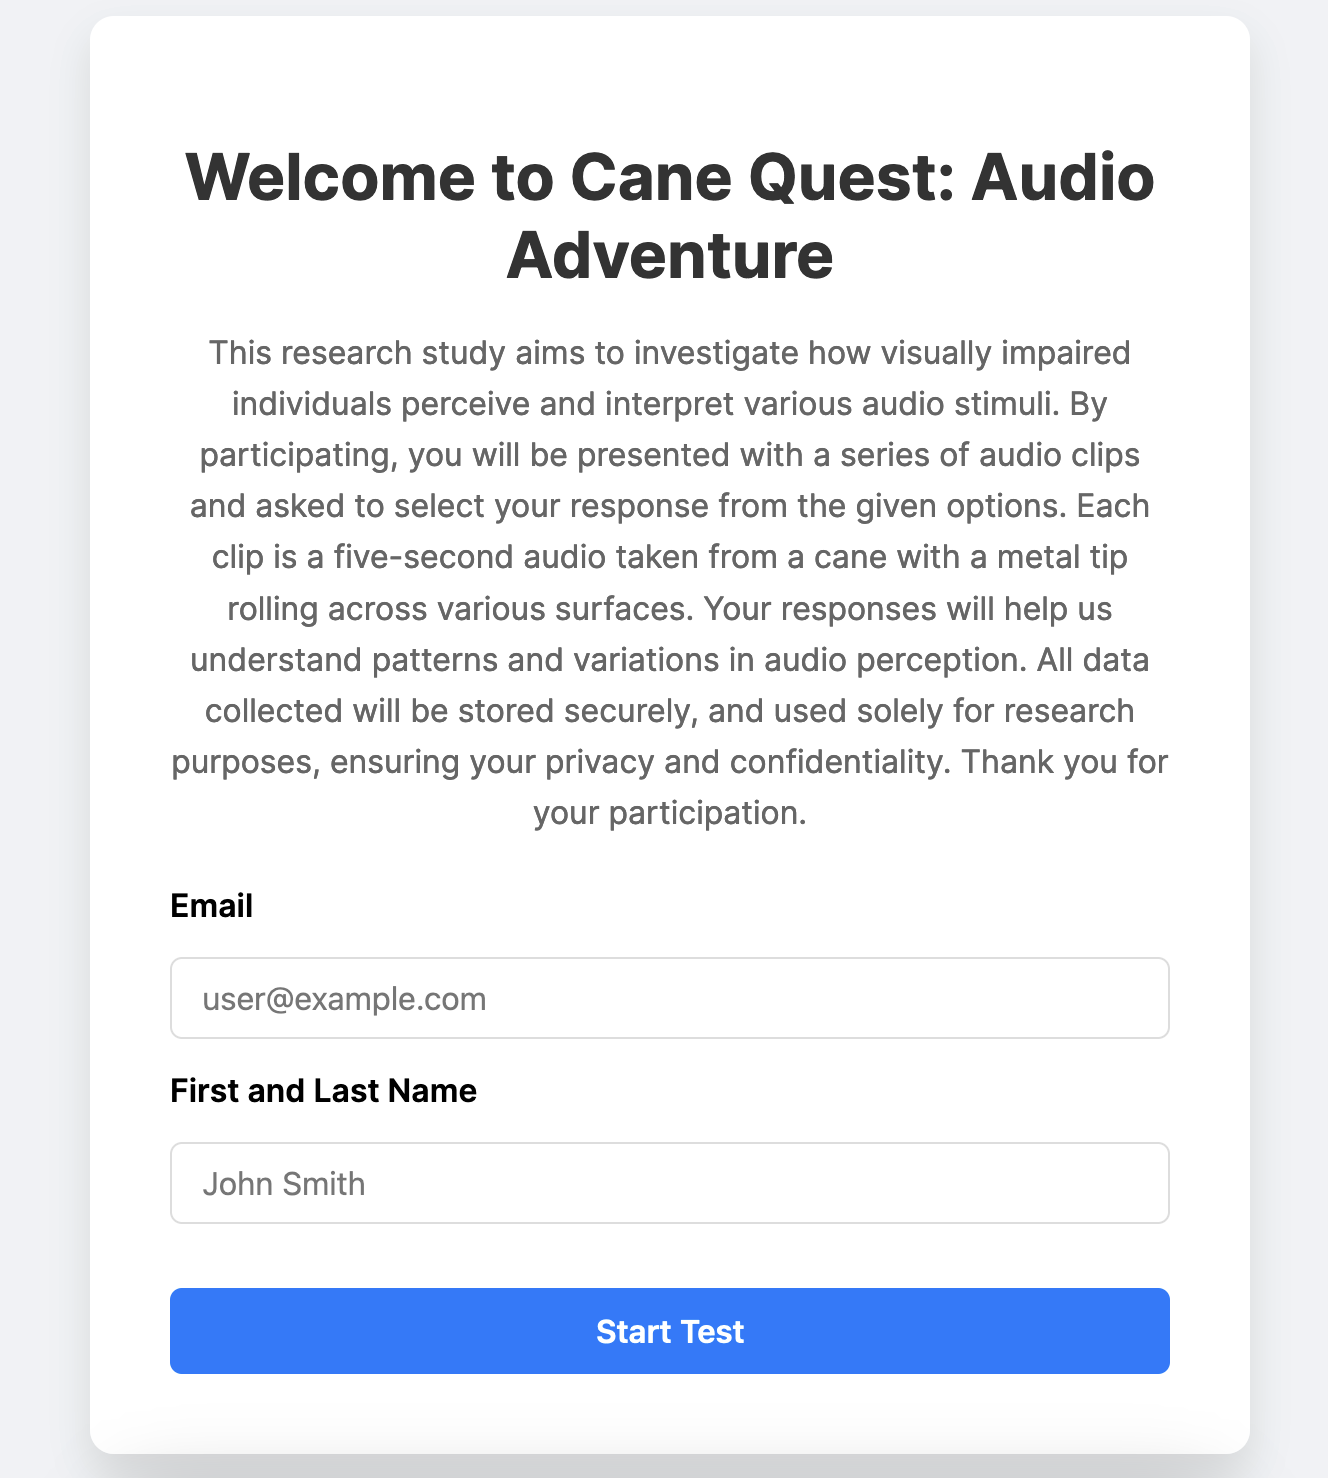 Welcome to Cane Quest: Audio
Adventure
This research study aims to investigate how visually impaired
individuals perceive and interpret various audio stimuli. By
participating, you will be presented with a series of audio clips
and asked to select your response from the given options. Each
clip is a five-second audio taken from a cane with a metal tip
rolling across various surfaces. Your responses will help us
understand patterns and variations in audio perception. All data
collected will be stored securely, and used solely for research
purposes, ensuring your privacy and confidentiality. Thank you for
your participation.
Email
user@example.com
First and Last Name
John Smith
Start Test